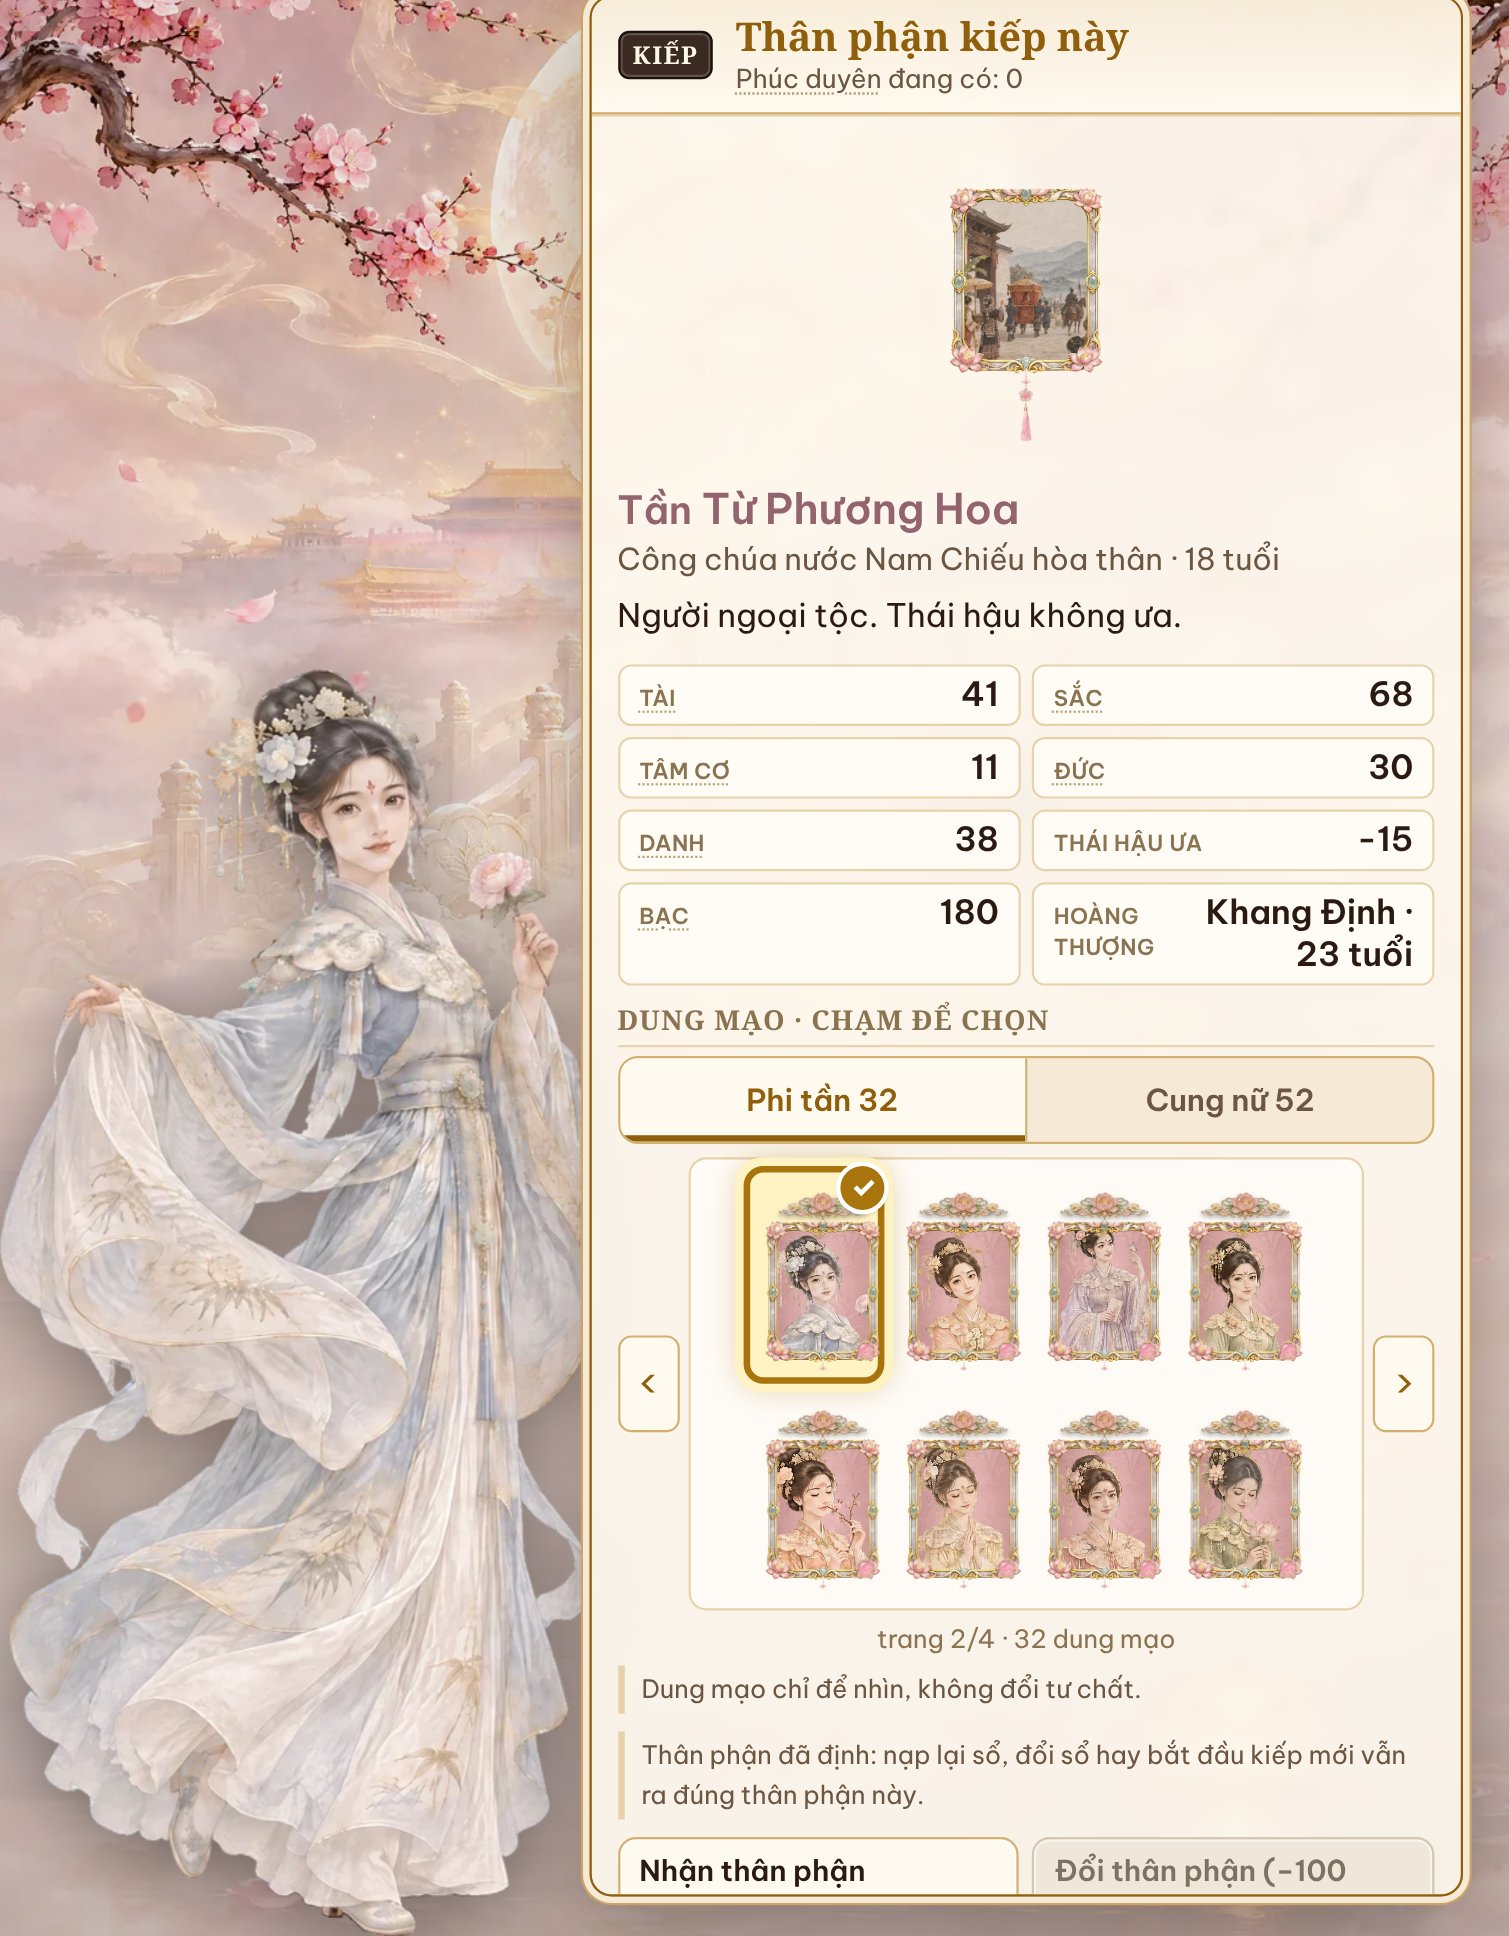 KIẾP
Thân phận kiếp này
Phúc duyên đang có: 0
Tần Từ Phương Hoa
Công chúa nước Nam Chiếu hòa thân · 18 tuổi
Người ngoại tộc. Thái hậu không ưa.
TÀI 41
SẮC 68
TÂM CƠ 11
ĐỨC 30
DANH 38
THÁI HẬU ƯA -15
BẠC 180
HOÀNG THƯỢNG
Khang Định ·
23 tuổi
DUNG MẠO · CHẠM ĐỂ CHỌN
Phi tần 32
Cung nữ 52
‹
›
trang 2/4 · 32 dung mạo
Dung mạo chỉ để nhìn, không đổi tư chất.
Thân phận đã định: nạp lại sổ, đổi sổ hay bắt đầu kiếp mới vẫn
ra đúng thân phận này.
Nhận thân phận
Đổi thân phận (-100